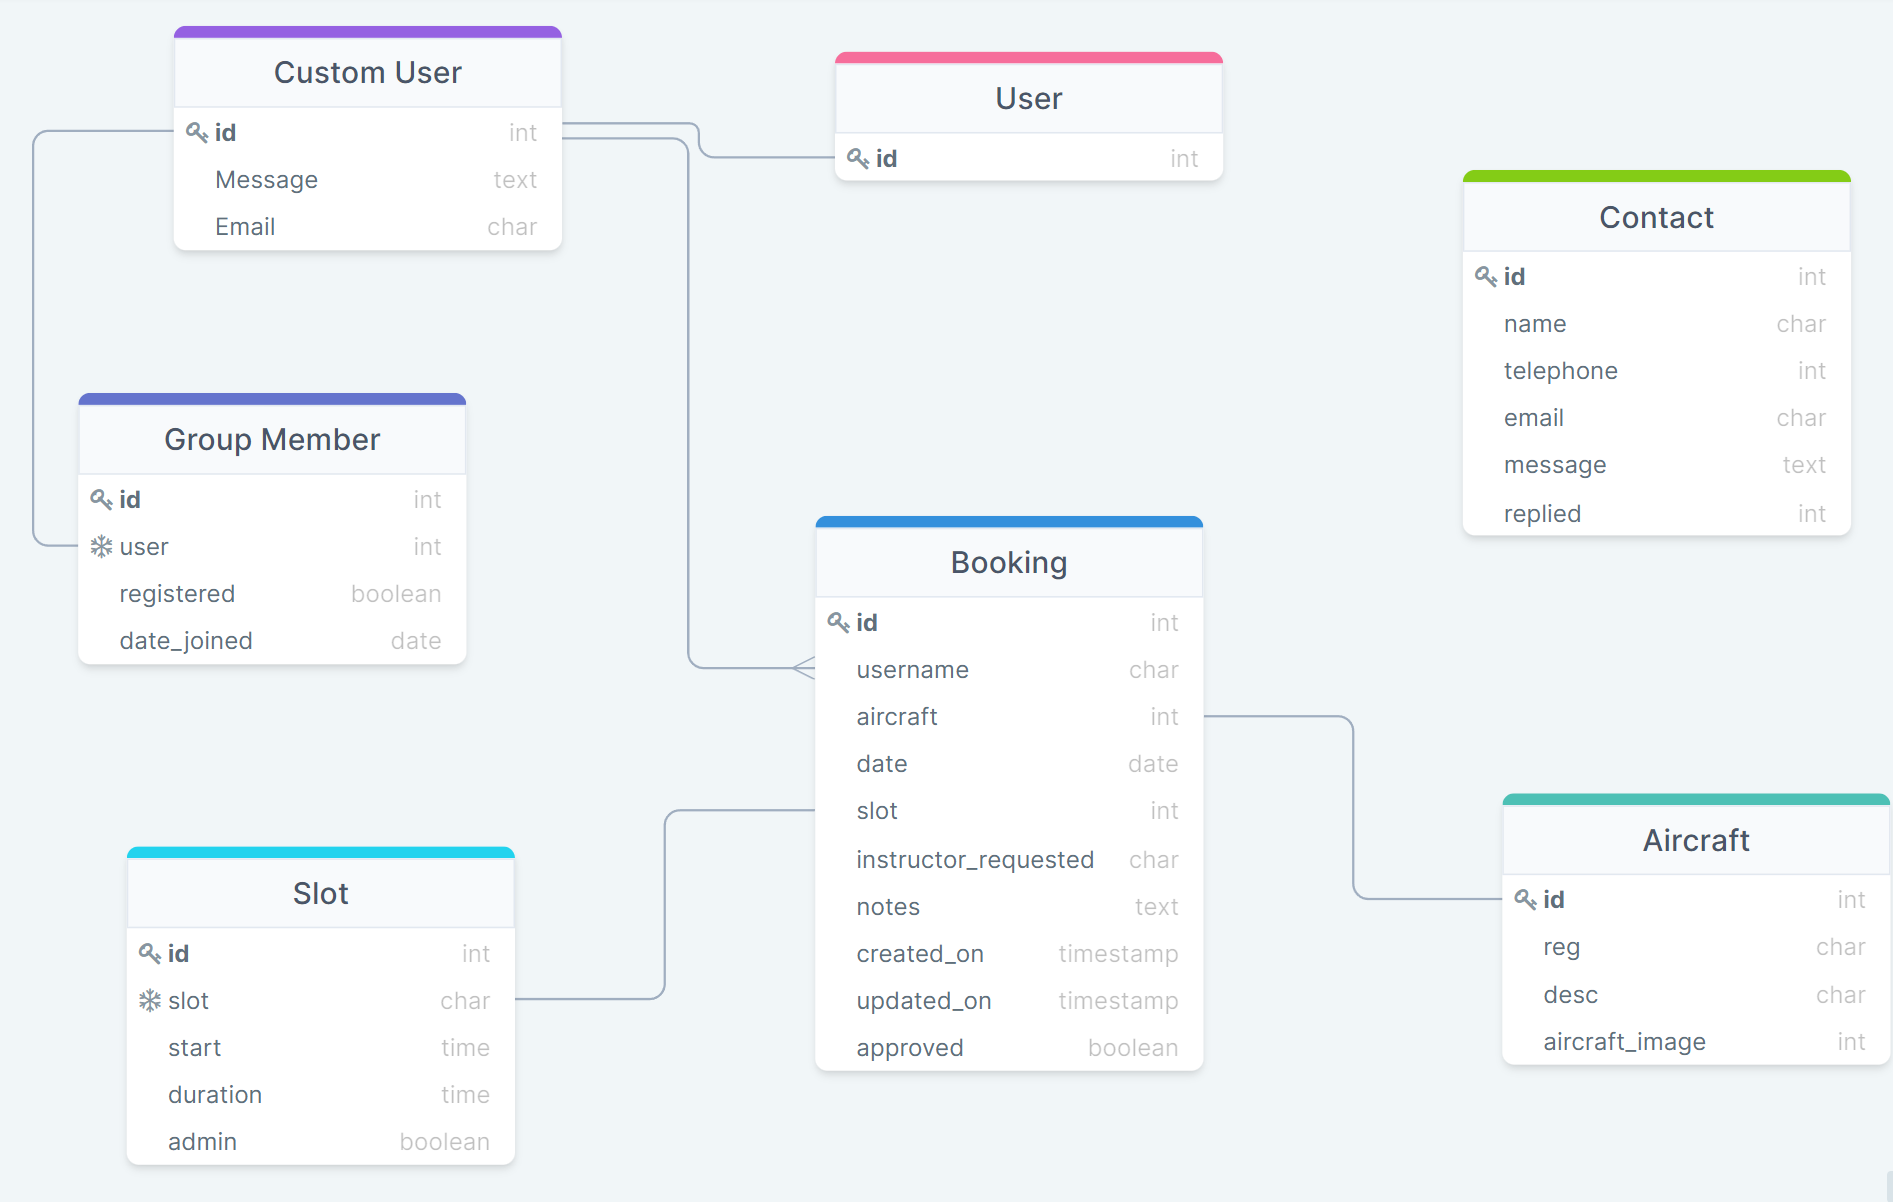 Custom User
id int
Message text
Email char
User
id int
Contact
id int
name char
telephone int
email char
message text
replied int
Group Member
id int
user int
registered boolean
date_joined date
Booking
id int
username char
aircraft int
date date
slot int
instructor_requested char
notes text
created_on timestamp
updated_on timestamp
approved boolean
Slot
id int
slot char
start time
duration time
admin boolean
Aircraft
id int
reg char
desc char
aircraft_image int